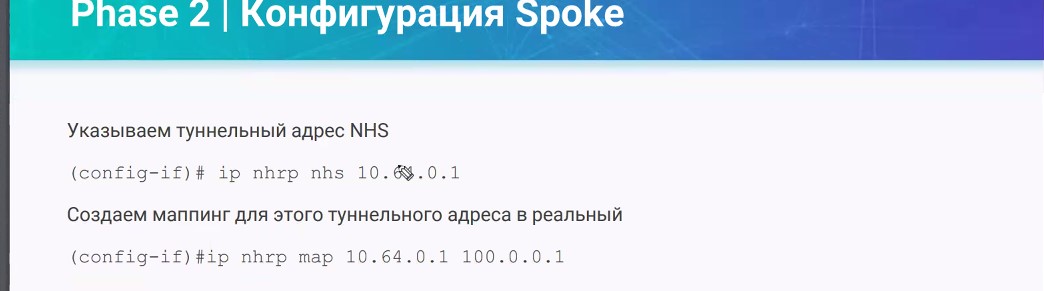 Phase 2 | Конфигурация Spoke
Указываем туннельный адрес NHS
(config-if)# ip nhrp nhs 10.64.0.1
Создаем маппинг для этого туннельного адреса в реальный
(config-if)#ip nhrp map 10.64.0.1 100.0.0.1